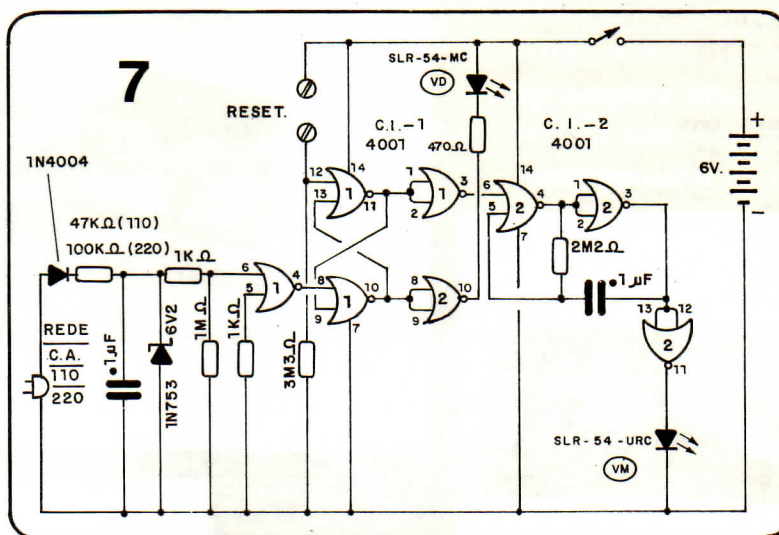 7
SLR-54-MC
VD
RESET.
C.I.-1
4001
470Ω
C.I.-2
4001
+
6V.
-
1N4004
47KΩ(110)
100KΩ(220)
1KΩ
12
13
14
11
1
1
2
1
3
6
5
14
4
2
7
1
2
2
3
2M2Ω
1µF
6
5
1
4
8
9
1
10
7
8
9
2
10
13
12
2
11
REDE
C.A.
110
220
1µF
6V2
1N753
1MΩ
1KΩ
3M3Ω
SLR-54-URC
VM